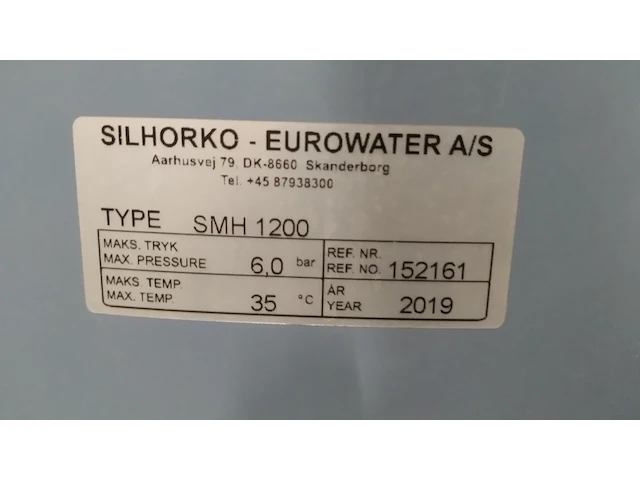 SILHORKO - EUROWATER A/S
Aarhusvej 79, DK-8660 Skanderborg
Tel. +45 87938300
TYPE SMH 1200
MAKS. TRYK
MAX. PRESSURE 6,0 bar
REF. NR.
REF. NO. 152161
MAKS. TEMP.
MAX. TEMP. 35 °C
ÅR
YEAR 2019